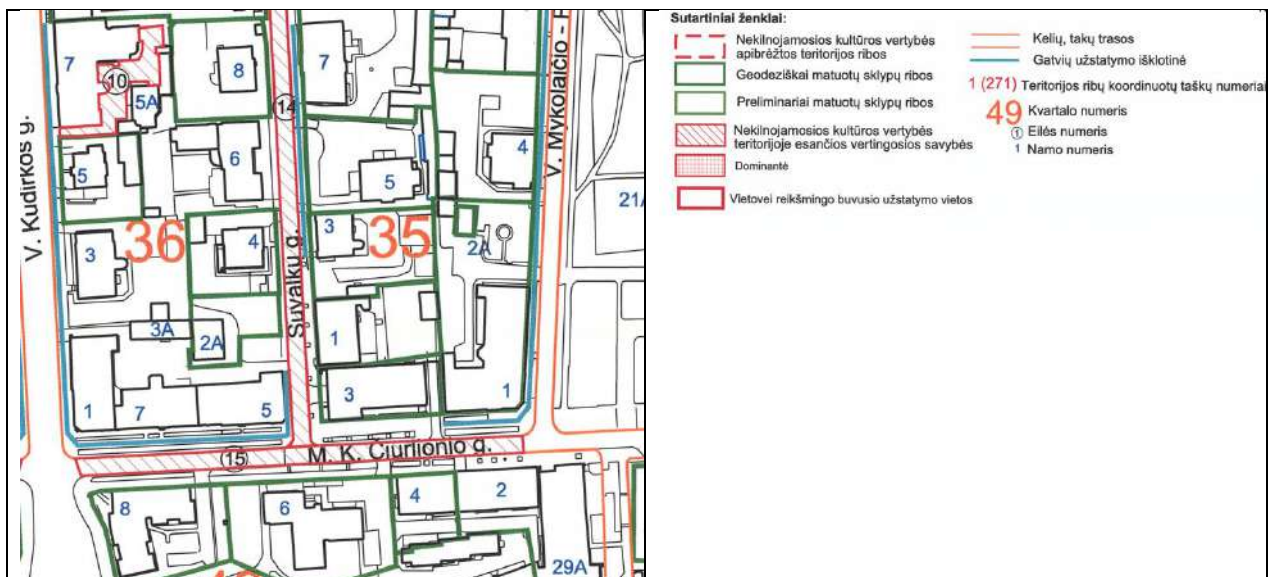 7
10
5A
8
14
7
V. Mykolaičio - P
V. Kudirkos g.
5
6
5
4
21A
3
36
4
Suvalkų g.
3
35
2A
3A
2A
1
1
7
5
3
1
15
M. K. Čiurlionio g.
8
6
4
2
29A
Sutartiniai ženklai:
Nekilnojamosios kultūros vertybės
apibrėžtos teritorijos ribos
Geodeziškai matuotų sklypų ribos
Preliminariai matuotų sklypų ribos
Nekilnojamosios kultūros vertybės
teritorijoje esančios vertingosios savybės
Dominantė
Vietovei reikšmingo buvusio užstatymo vietos
Kelių, takų trasos
Gatvių užstatymo išklotinė
1 (271) Teritorijos ribų koordinuotų taškų numeriai
49 Kvartalo numeris
1 Eilės numeris
1 Namo numeris